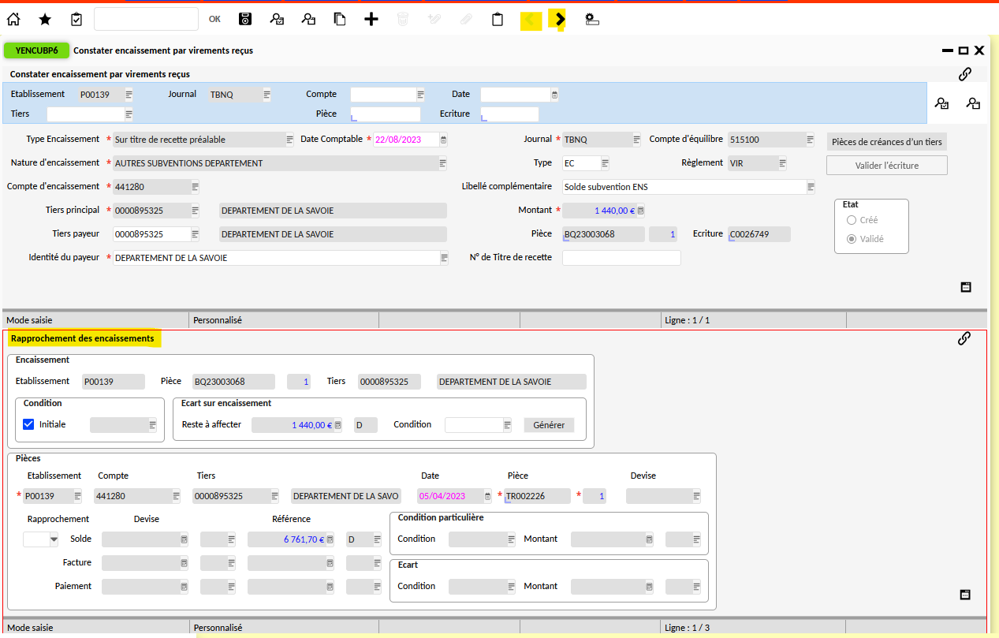 OK
YENCUBP6 Constater encaissement par virements reçus
Constater encaissement par virements reçus
Etablissement P00139 Journal TBNQ Compte Date
Tiers Pièce Ecriture
Type Encaissement * Sur titre de recette préalable Date Comptable * 22/08/2023 Journal * TBNQ Compte d'équilibre 515100 Pièces de créances d'un tiers
Nature d'encaissement * AUTRES SUBVENTIONS DEPARTEMENT Type EC Règlement VIR Valider l'écriture
Compte d'encaissement * 441280 Libellé complémentaire Solde subvention ENS
Etat
Tiers principal * 0000895325 DEPARTEMENT DE LA SAVOIE Montant * 1 440,00 €
Créé
Tiers payeur 0000895325 DEPARTEMENT DE LA SAVOIE Pièce BQ23003068 1 Ecriture C0026749
Validé
Identité du payeur * DEPARTEMENT DE LA SAVOIE N° de Titre de recette
Mode saisie Personnalisé Ligne : 1 / 1
Rapprochement des encaissements
Encaissement
Etablissement P00139 Pièce BQ23003068 1 Tiers 0000895325 DEPARTEMENT DE LA SAVOIE
Condition Ecart sur encaissement
Initiale Reste à affecter 1 440,00 € D Condition Générer
Pièces
Etablissement Compte Tiers Date Pièce Devise
* P00139 441280 0000895325 DEPARTEMENT DE LA SAVO 05/04/2023 * TR002226 * 1
Rapprochement Devise Référence Condition particulière
Solde 6 761,70 € D Condition Montant
Facture Ecart
Paiement Condition Montant
Mode saisie Personnalisé Ligne : 1 / 3